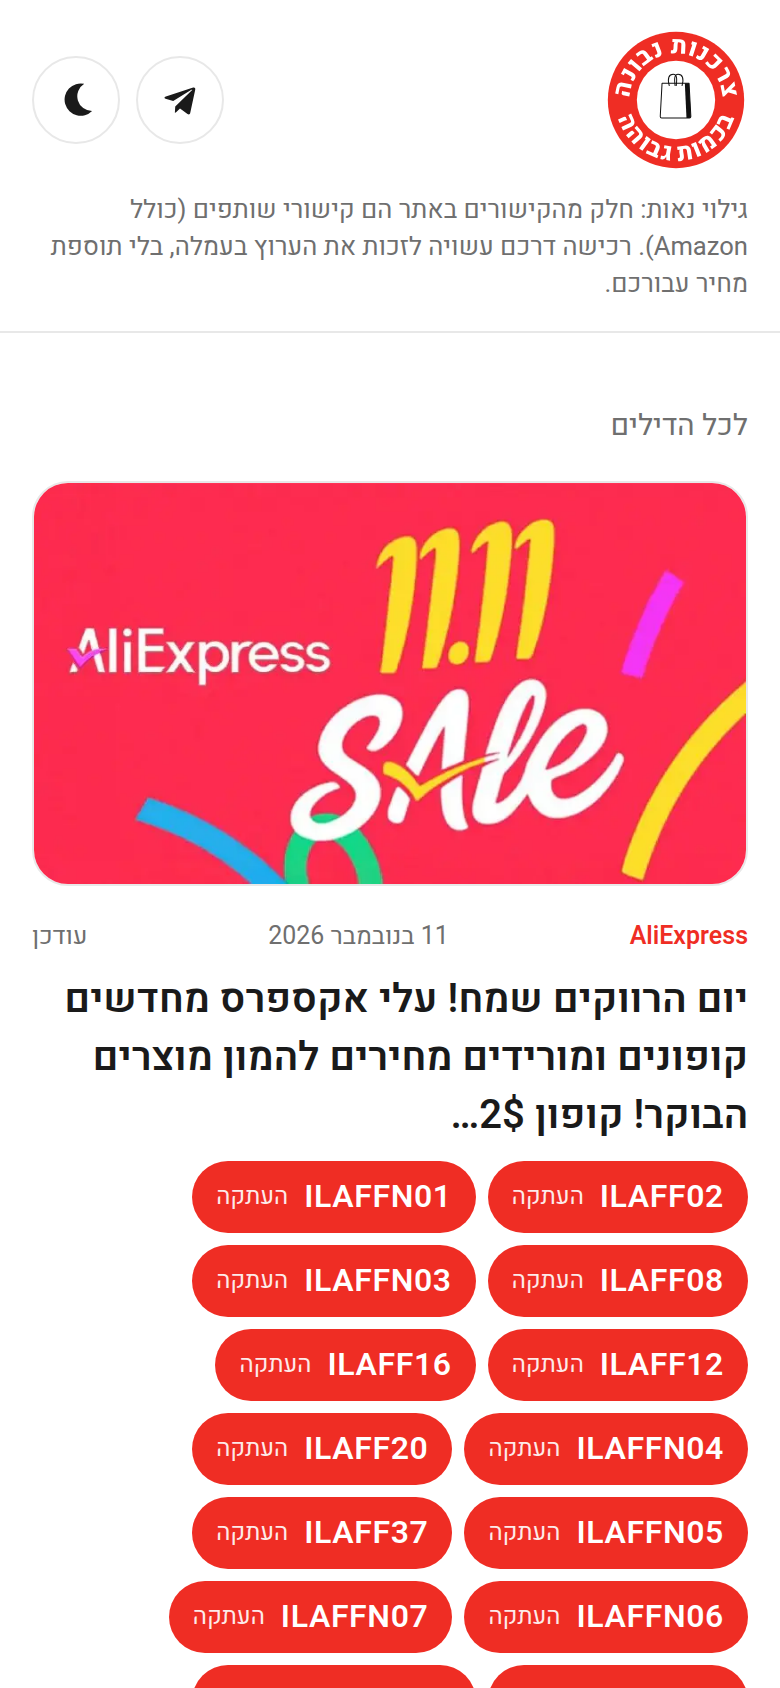 צרכנות נבונה
בכמות גבוהה
גילוי נאות: חלק מהקישורים באתר הם קישורי שותפים (כולל
Amazon). רכישה דרכם עשויה לזכות את הערוץ בעמלה, בלי תוספת
מחיר עבורכם.
לכל הדילים
11.11
AliExpress
SALe
AliExpress 11 בנובמבר 2026 עודכן
יום הרווקים שמח! עלי אקספרס מחדשים
קופונים ומורידים מחירים להמון מוצרים
הבוקר! קופון 2$...
ILAFF02 העתקה ILAFFN01 העתקה
ILAFF08 העתקה ILAFFN03 העתקה
ILAFF12 העתקה ILAFF16 העתקה
ILAFFN04 העתקה ILAFF20 העתקה
ILAFFN05 העתקה ILAFF37 העתקה
ILAFFN06 העתקה ILAFFN07 העתקה